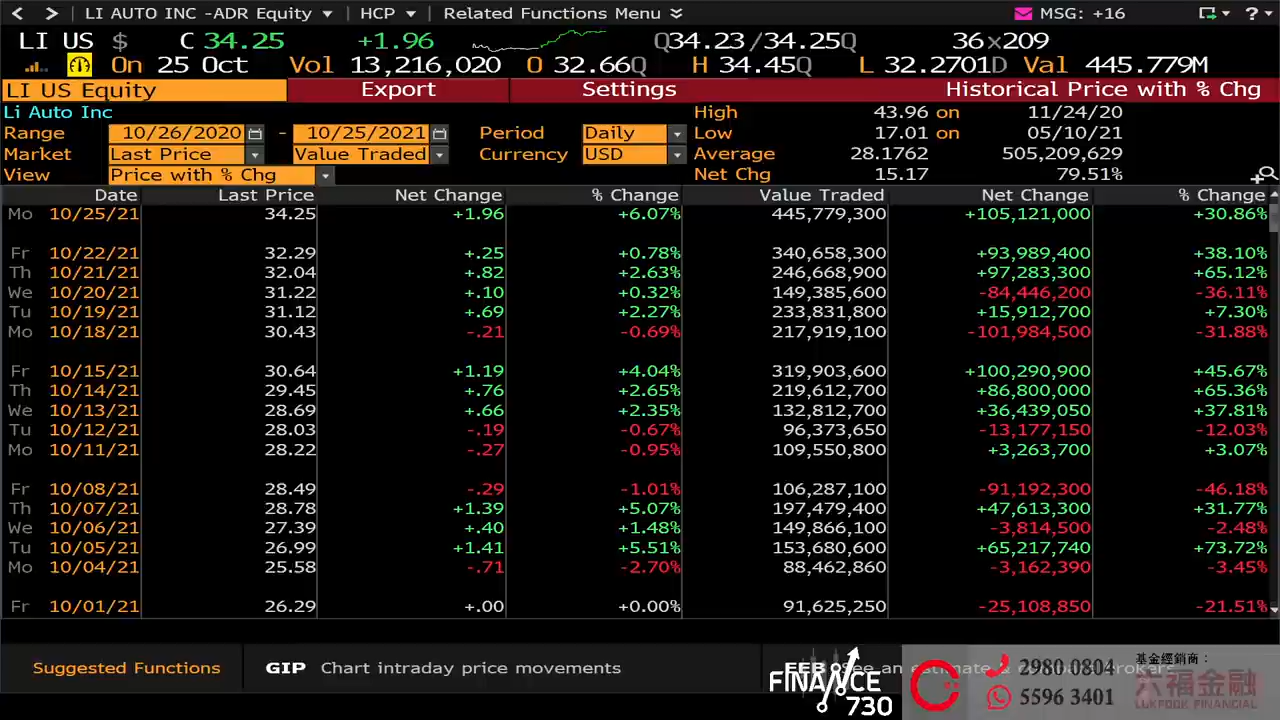 LI AUTO INC -ADR Equity HCP Related Functions Menu MSG: +16 ?
LI US $ C 34.25 +1.96 Q34.23/34.25Q 36×209
On 25 Oct Vol 13,216,020 O 32.66Q H 34.45Q L 32.2701D Val 445.779M
LI US Equity Export Settings Historical Price with % Chg
Li Auto Inc High 43.96 on 11/24/20
Range 10/26/2020 - 10/25/2021 Period Daily Low 17.01 on 05/10/21
Market Last Price Value Traded Currency USD Average 28.1762 505,209,629
View Price with % Chg Net Chg 15.17 79.51%
Date Last Price Net Change % Change Value Traded Net Change % Change
Mo 10/25/21 34.25 +1.96 +6.07% 445,779,300 +105,121,000 +30.86%
Fr 10/22/21 32.29 +.25 +0.78% 340,658,300 +93,989,400 +38.10%
Th 10/21/21 32.04 +.82 +2.63% 246,668,900 +97,283,300 +65.12%
We 10/20/21 31.22 +.10 +0.32% 149,385,600 -84,446,200 -36.11%
Tu 10/19/21 31.12 +.69 +2.27% 233,831,800 +15,912,700 +7.30%
Mo 10/18/21 30.43 -.21 -0.69% 217,919,100 -101,984,500 -31.88%
Fr 10/15/21 30.64 +1.19 +4.04% 319,903,600 +100,290,900 +45.67%
Th 10/14/21 29.45 +.76 +2.65% 219,612,700 +86,800,000 +65.36%
We 10/13/21 28.69 +.66 +2.35% 132,812,700 +36,439,050 +37.81%
Tu 10/12/21 28.03 -.19 -0.67% 96,373,650 -13,177,150 -12.03%
Mo 10/11/21 28.22 -.27 -0.95% 109,550,800 +3,263,700 +3.07%
Fr 10/08/21 28.49 -.29 -1.01% 106,287,100 -91,192,300 -46.18%
Th 10/07/21 28.78 +1.39 +5.07% 197,479,400 +47,613,300 +31.77%
We 10/06/21 27.39 +.40 +1.48% 149,866,100 -3,814,500 -2.48%
Tu 10/05/21 26.99 +1.41 +5.51% 153,680,600 +65,217,740 +73.72%
Mo 10/04/21 25.58 -.71 -2.70% 88,462,860 -3,162,390 -3.45%
Fr 10/01/21 26.29 +.00 +0.00% 91,625,250 -25,108,850 -21.51%
Suggested Functions GIP Chart intraday price movements EEB See an estimate &
FINANCE
730
2980 0804
5596 3401
基金經銷商：
六福金融
LUKFOOK FINANCIAL